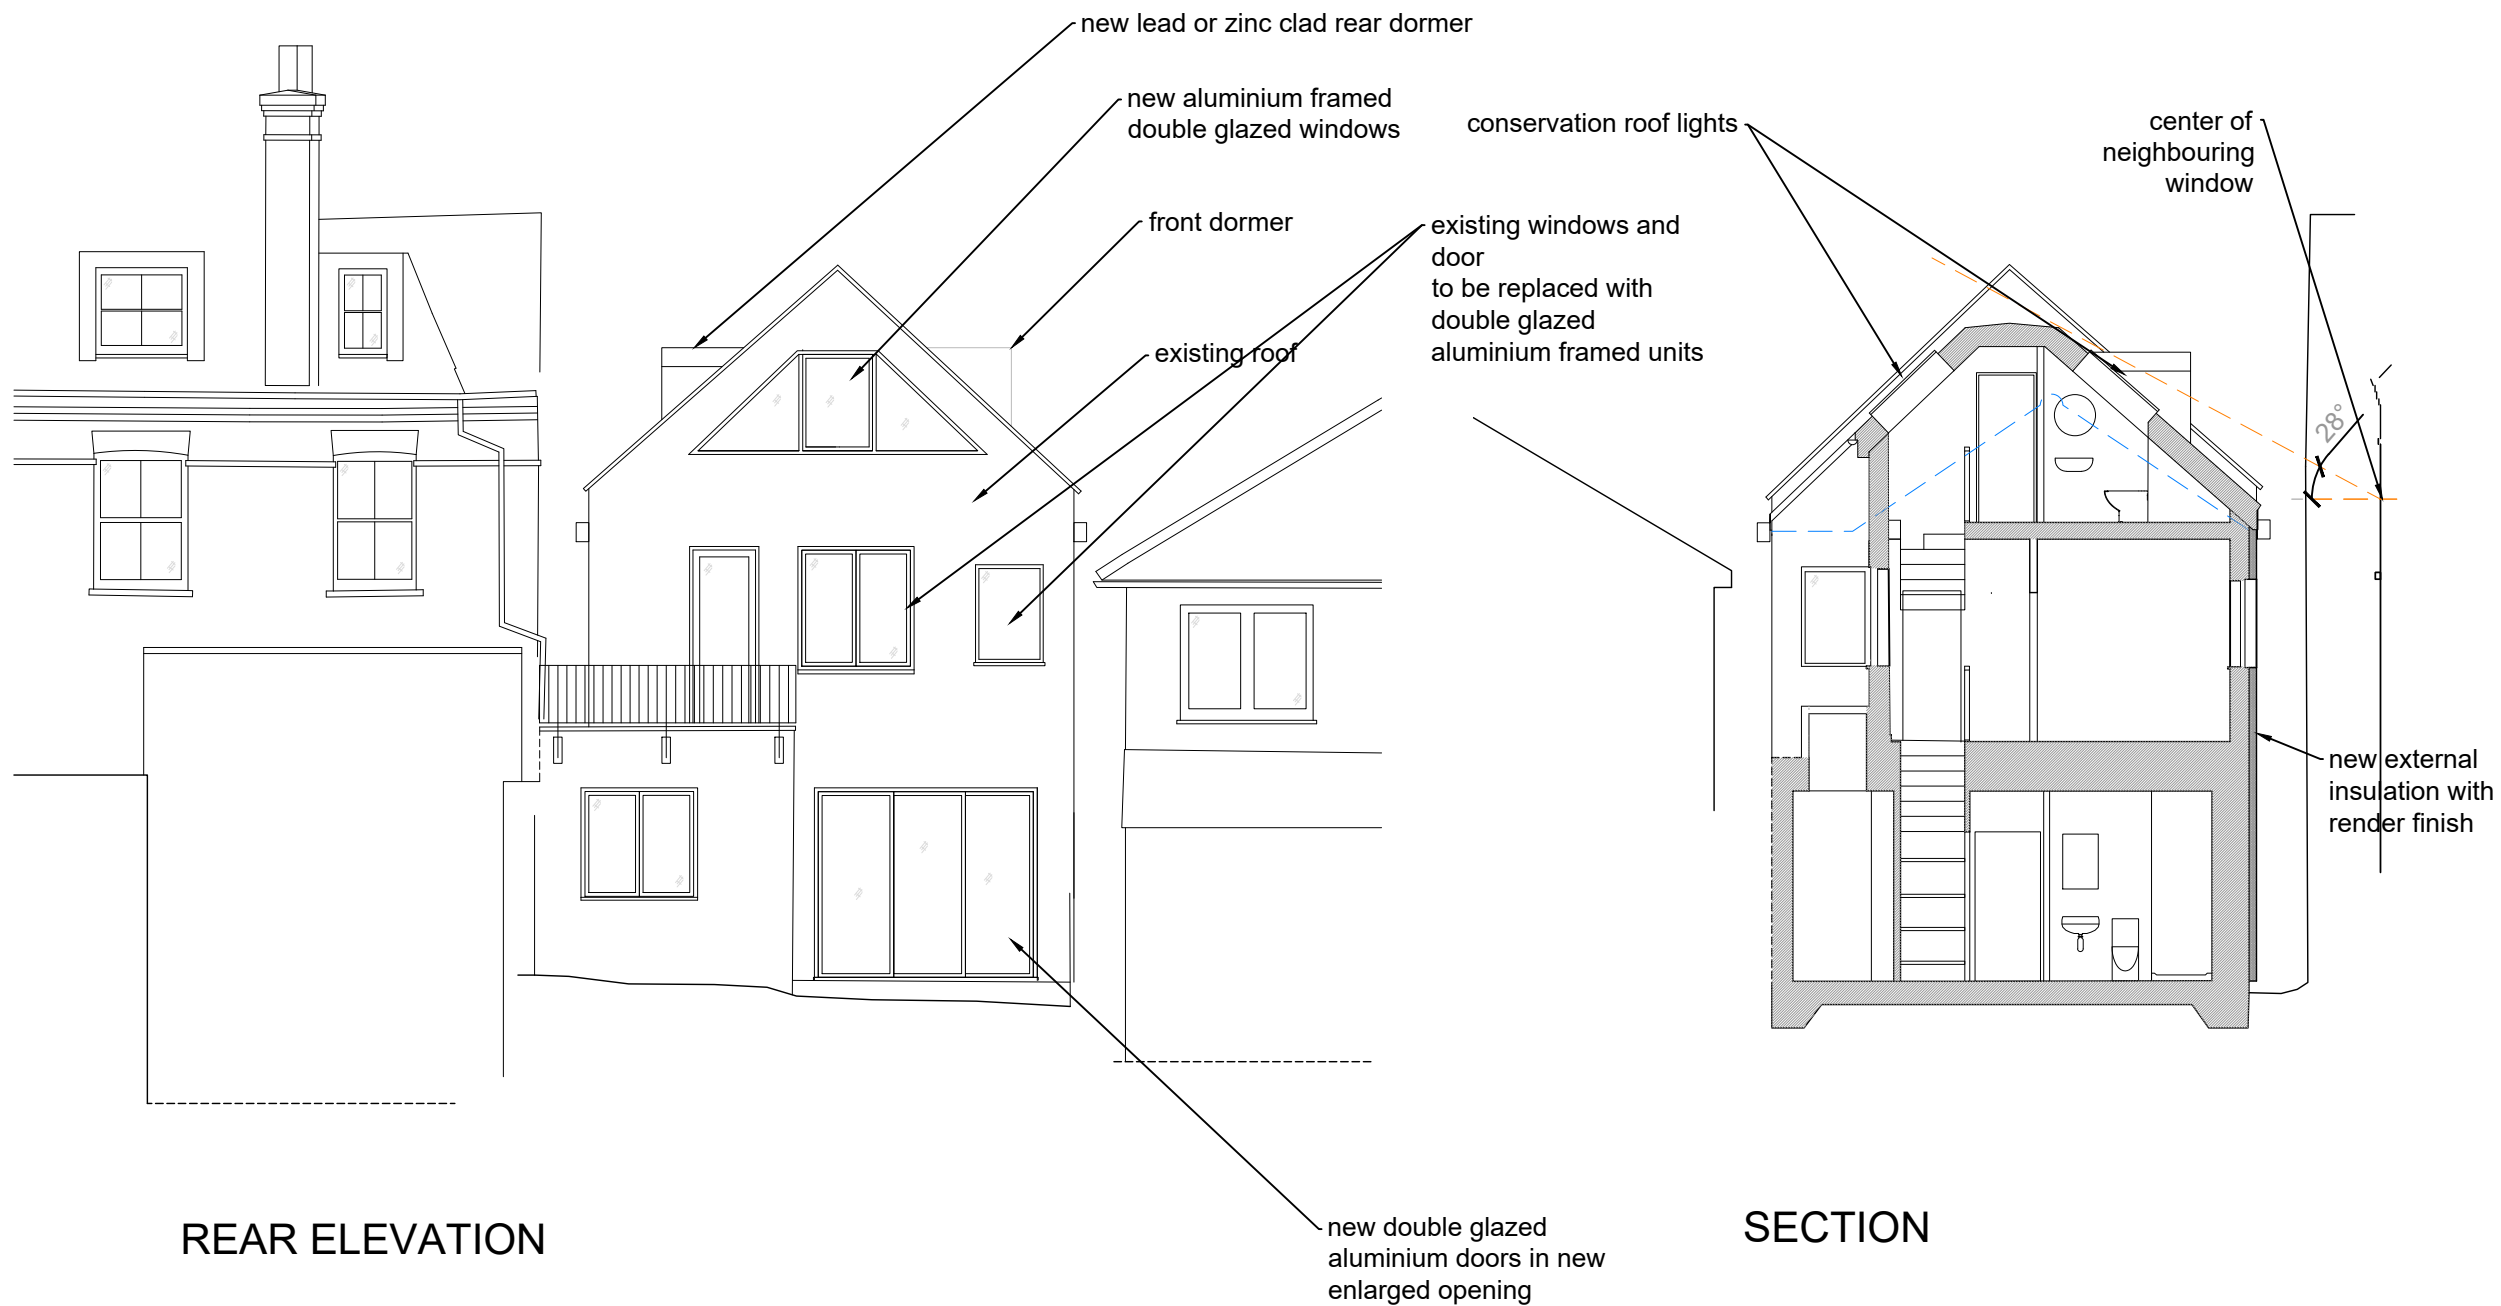 new lead or zinc clad rear dormer
new aluminium framed
double glazed windows
conservation roof lights
center of
neighbouring
window
front dormer
existing windows and
door
to be replaced with
double glazed
aluminium framed units
existing roof
28°
new external
insulation with
render finish
new double glazed
aluminium doors in new
enlarged opening
REAR ELEVATION
SECTION